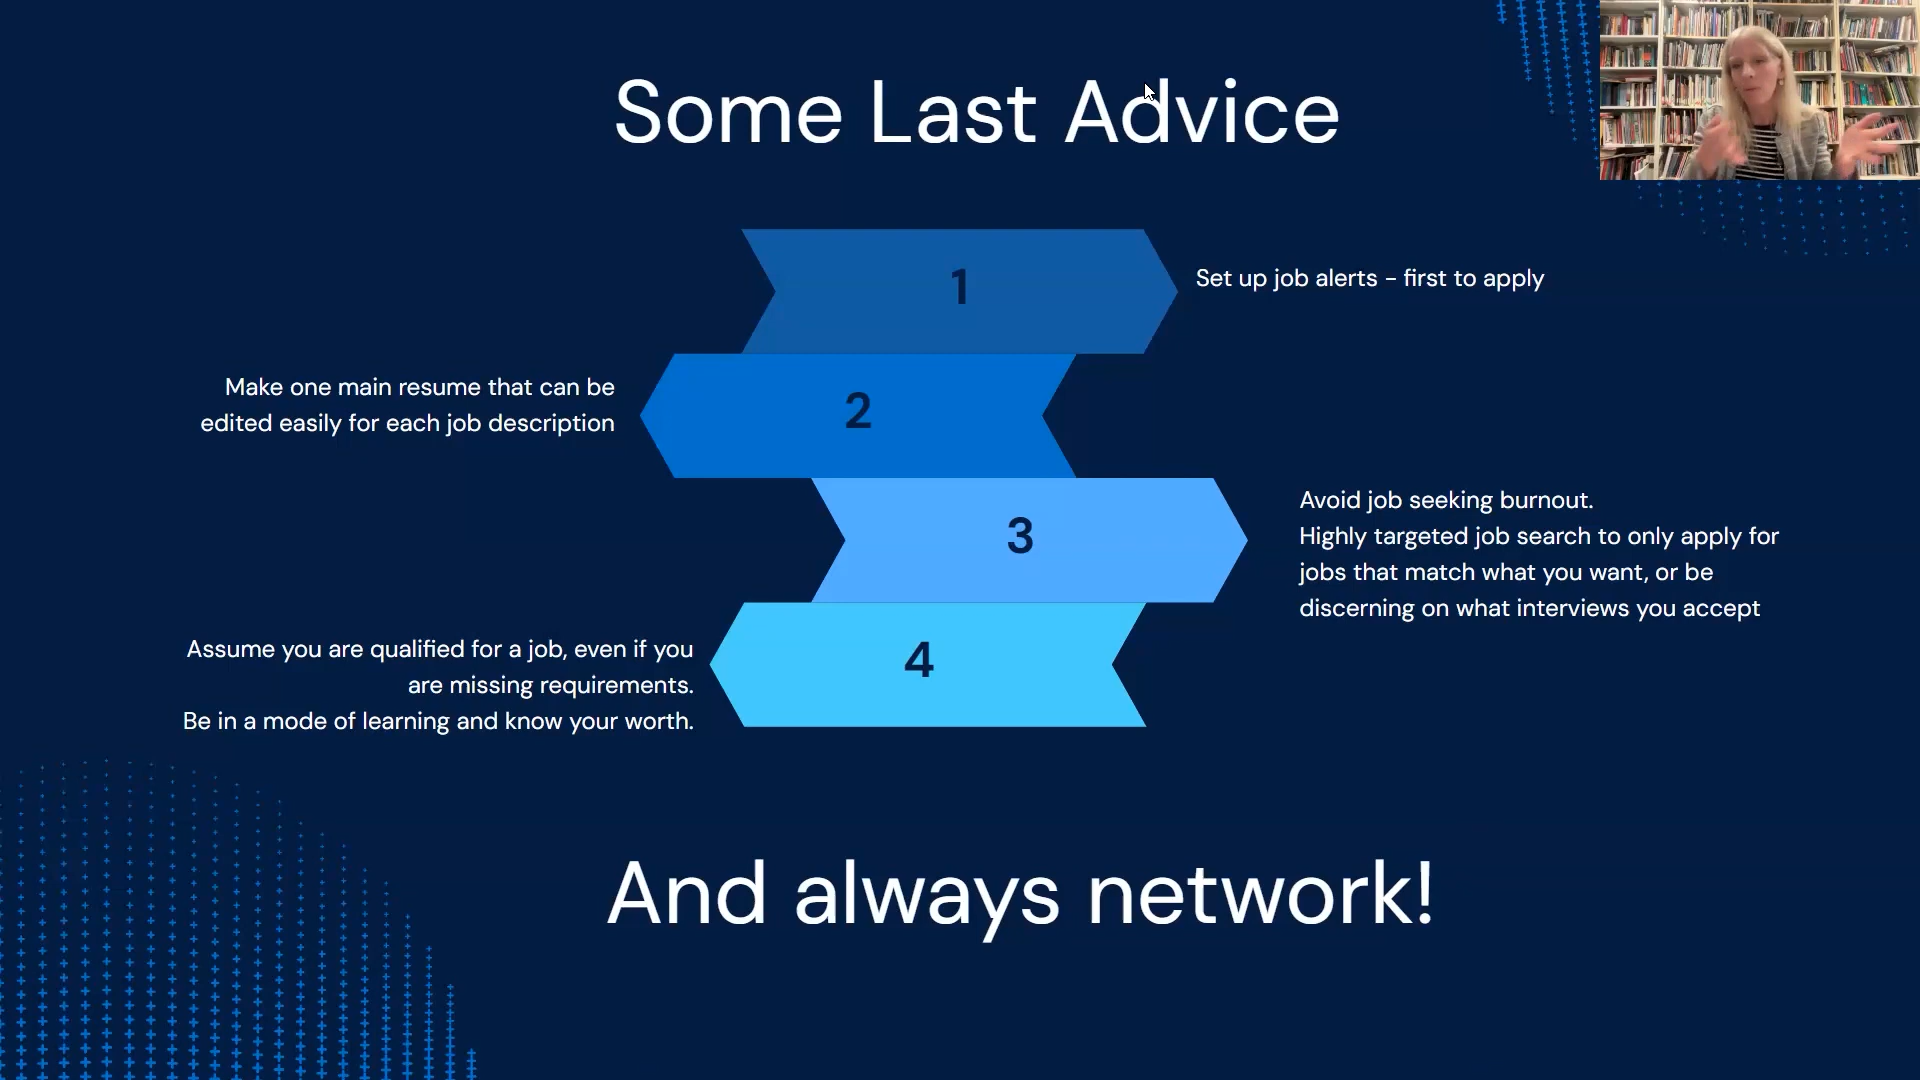 Some Last Advice
1
Set up job alerts - first to apply
Make one main resume that can be
edited easily for each job description
2
3
Avoid job seeking burnout.
Highly targeted job search to only apply for
jobs that match what you want, or be
discerning on what interviews you accept
Assume you are qualified for a job, even if you
are missing requirements.
Be in a mode of learning and know your worth.
4
And always network!